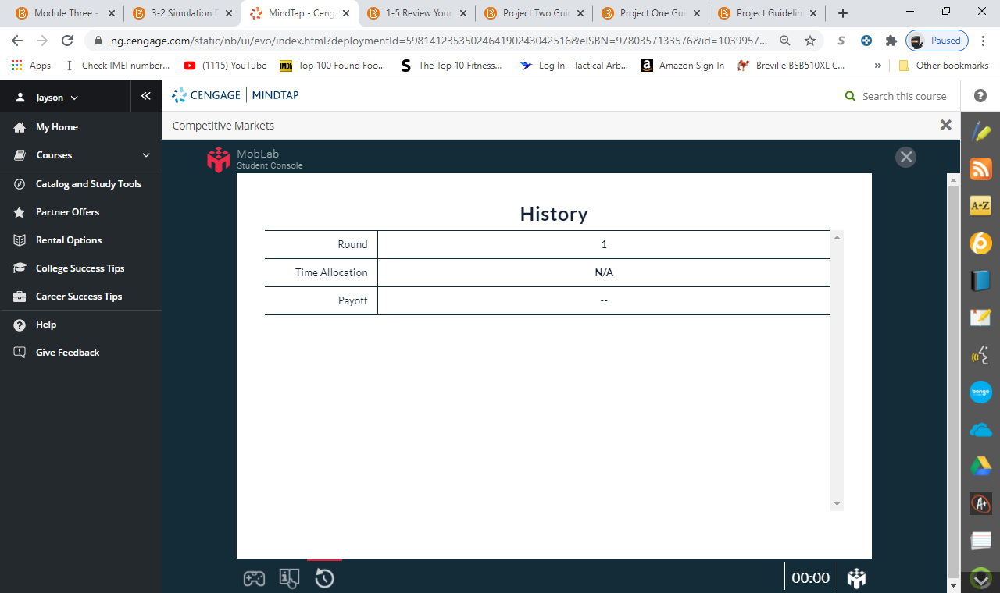 Module Three -
3-2 Simulation D
MindTap - Ceng
1-5 Review Your
Project Two Guid
Project One Gui
Project Guidelin
ng.cengage.com/static/nb/ui/evo/index.html?deploymentId=5981412353502464190243042516&eISBN=9780357133576&id=1039957...
S
Paused
Apps
I Check IMEI number...
(1115) YouTube
IMDb Top 100 Found Foo...
S The Top 10 Fitness...
Log In - Tactical Arb...
a Amazon Sign In
Breville BSB510XL C...
»
Other bookmarks
Jayson
CENGAGE | MINDTAP
Search this course
My Home
Courses
Catalog and Study Tools
Partner Offers
Rental Options
College Success Tips
Career Success Tips
Help
Give Feedback
Competitive Markets
MobLab
Student Console
History
Round 1
Time Allocation N/A
Payoff --
00:00
A-Z
bongo
A+